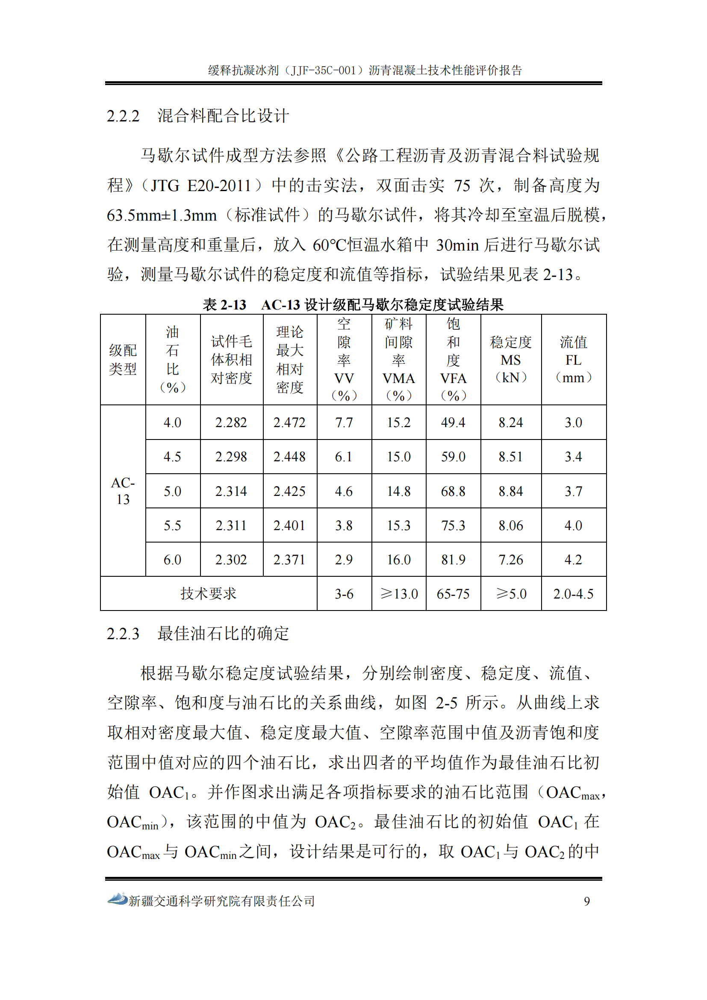 缓释抗凝冰剂（JJF-35C-001）沥青混凝土技术性能评价报告
2.2.2 混合料配合比设计
马歇尔试件成型方法参照《公路工程沥青及沥青混合料试验规
程》（JTG E20-2011）中的击实法，双面击实 75 次，制备高度为
63.5mm±1.3mm（标准试件）的马歇尔试件，将其冷却至室温后脱模，
在测量高度和重量后，放入 60℃恒温水箱中 30min 后进行马歇尔试
验，测量马歇尔试件的稳定度和流值等指标，试验结果见表 2-13。
表 2-13 AC-13 设计级配马歇尔稳定度试验结果
级配类型 油石比（%） 试件毛体积相对密度 理论最大相对密度 空隙率 VV（%） 矿料间隙率 VMA（%） 饱和度 VFA（%） 稳定度 MS（kN） 流值 FL（mm）
AC-13
4.0 2.282 2.472 7.7 15.2 49.4 8.24 3.0
4.5 2.298 2.448 6.1 15.0 59.0 8.51 3.4
5.0 2.314 2.425 4.6 14.8 68.8 8.84 3.7
5.5 2.311 2.401 3.8 15.3 75.3 8.06 4.0
6.0 2.302 2.371 2.9 16.0 81.9 7.26 4.2
技术要求 3-6 ≥13.0 65-75 ≥5.0 2.0-4.5
2.2.3 最佳油石比的确定
根据马歇尔稳定度试验结果，分别绘制密度、稳定度、流值、
空隙率、饱和度与油石比的关系曲线，如图 2-5 所示。从曲线上求
取相对密度最大值、稳定度最大值、空隙率范围中值及沥青饱和度
范围中值对应的四个油石比，求出四者的平均值作为最佳油石比初
始值 OAC1。并作图求出满足各项指标要求的油石比范围（OACmax，
OACmin），该范围的中值为 OAC2。最佳油石比的初始值 OAC1 在
OACmax 与 OACmin 之间，设计结果是可行的，取 OAC1 与 OAC2 的中
新疆交通科学研究院有限责任公司 9